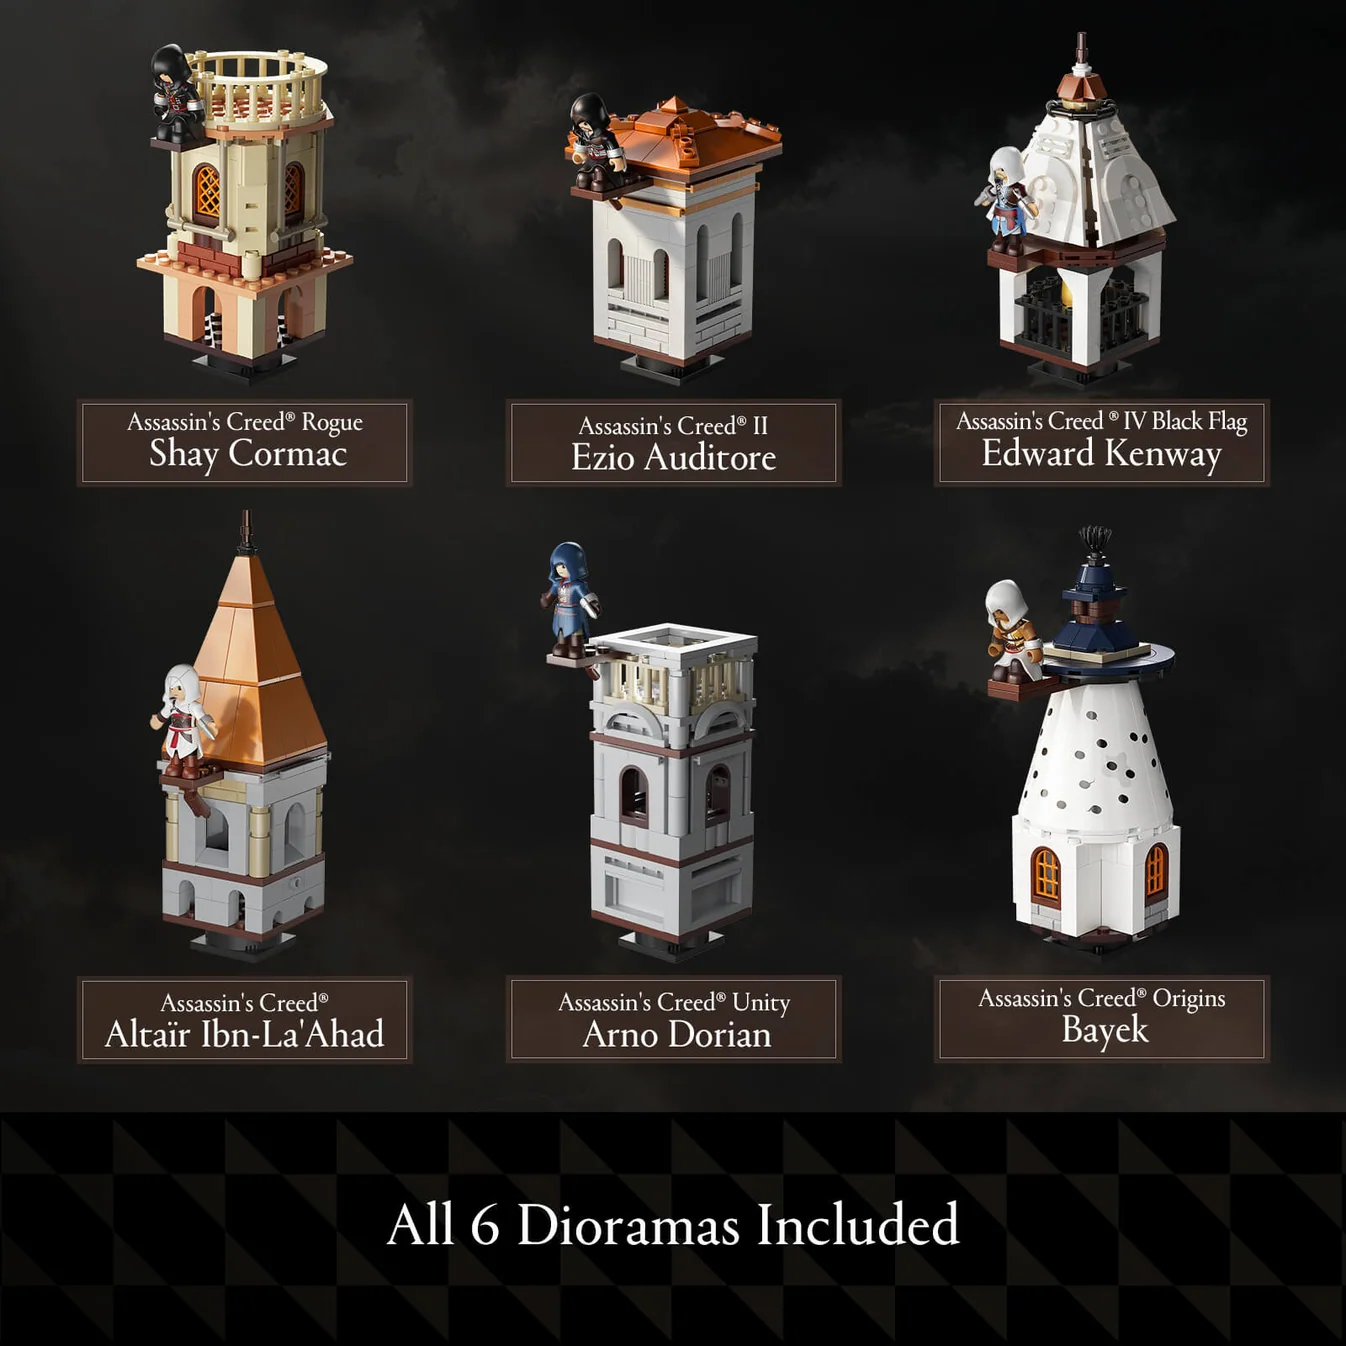 Assassin's Creed® Rogue
Shay Cormac
Assassin's Creed® II
Ezio Auditore
Assassin's Creed ® IV Black Flag
Edward Kenway
Assassin's Creed®
Altaïr Ibn-La'Ahad
Assassin's Creed® Unity
Arno Dorian
Assassin's Creed® Origins
Bayek
All 6 Dioramas Included